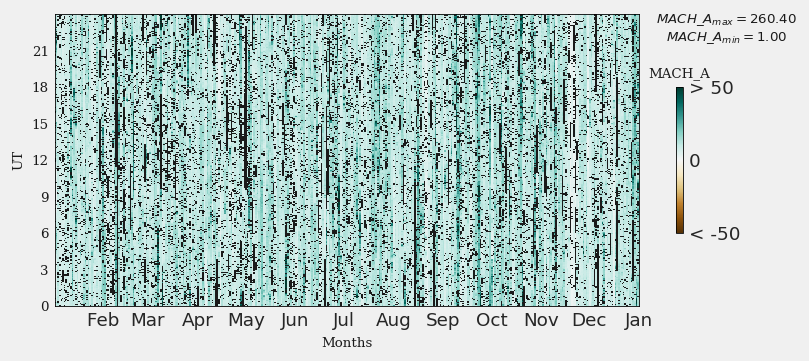 MACH_A_max = 260.40
MACH_A_min = 1.00
MACH_A
> 50
0
< -50
UT
21
18
15
12
9
6
3
0
Feb Mar Apr May Jun Jul Aug Sep Oct Nov Dec Jan
Months